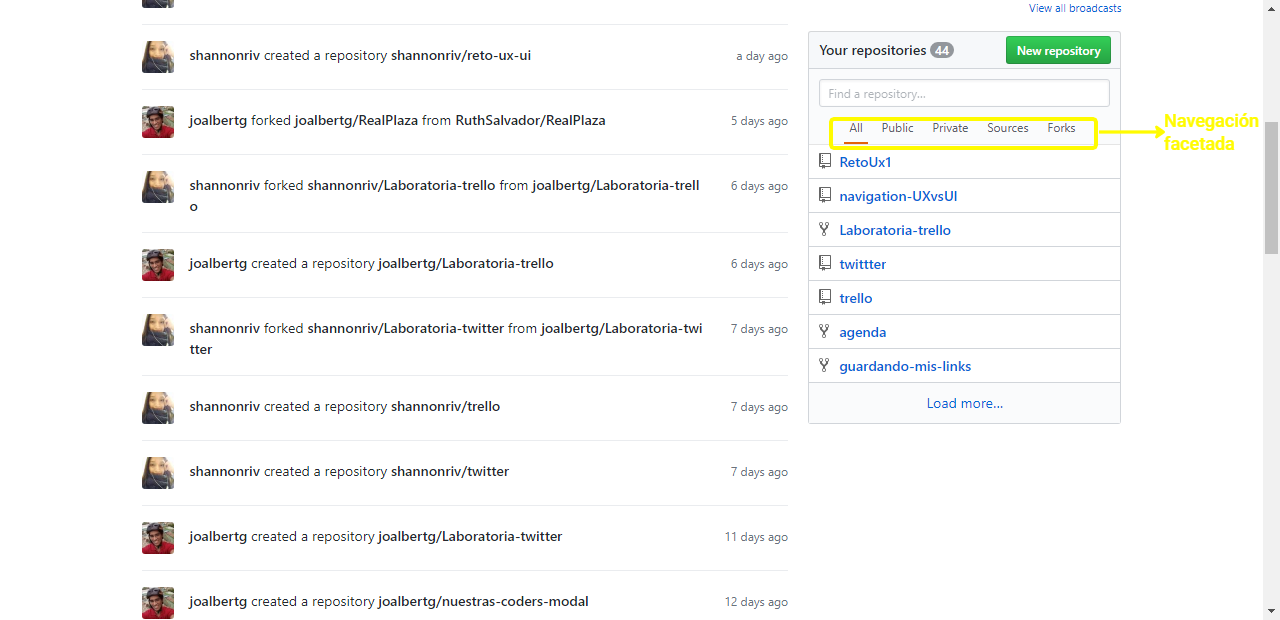 View all broadcasts
shannonriv created a repository shannonriv/reto-ux-ui
a day ago
joalbertg forked joalbertg/RealPlaza from RuthSalvador/RealPlaza
5 days ago
shannonriv forked shannonriv/Laboratoria-trello from joalbertg/Laboratoria-trell
o
6 days ago
joalbertg created a repository joalbertg/Laboratoria-trello
6 days ago
shannonriv forked shannonriv/Laboratoria-twitter from joalbertg/Laboratoria-twi
tter
7 days ago
shannonriv created a repository shannonriv/trello
7 days ago
shannonriv created a repository shannonriv/twitter
7 days ago
joalbertg created a repository joalbertg/Laboratoria-twitter
11 days ago
joalbertg created a repository joalbertg/nuestras-coders-modal
12 days ago
Your repositories 44
New repository
Find a repository...
All Public Private Sources Forks
Navegación
facetada
RetoUx1
navigation-UXvsUI
Laboratoria-trello
twittter
trello
agenda
guardando-mis-links
Load more...